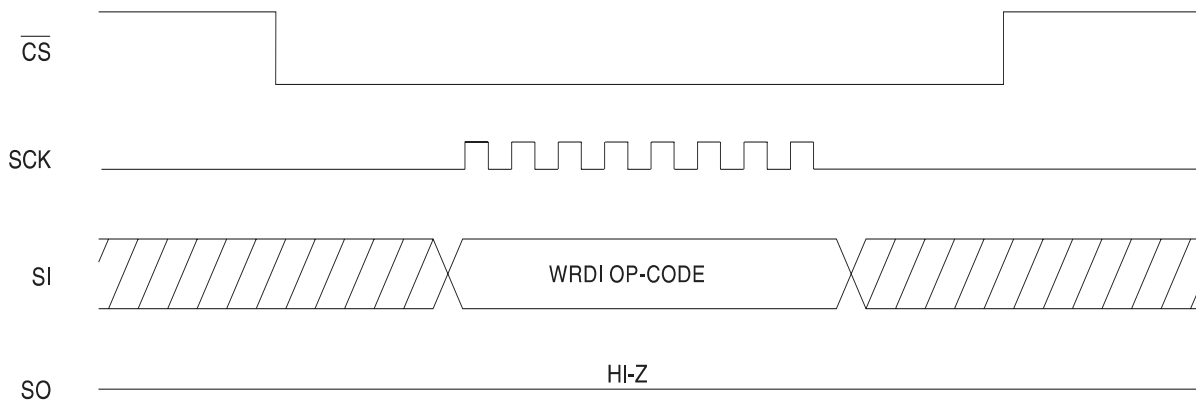 CS
SCK
SI
WRDI OP-CODE
HI-Z
SO